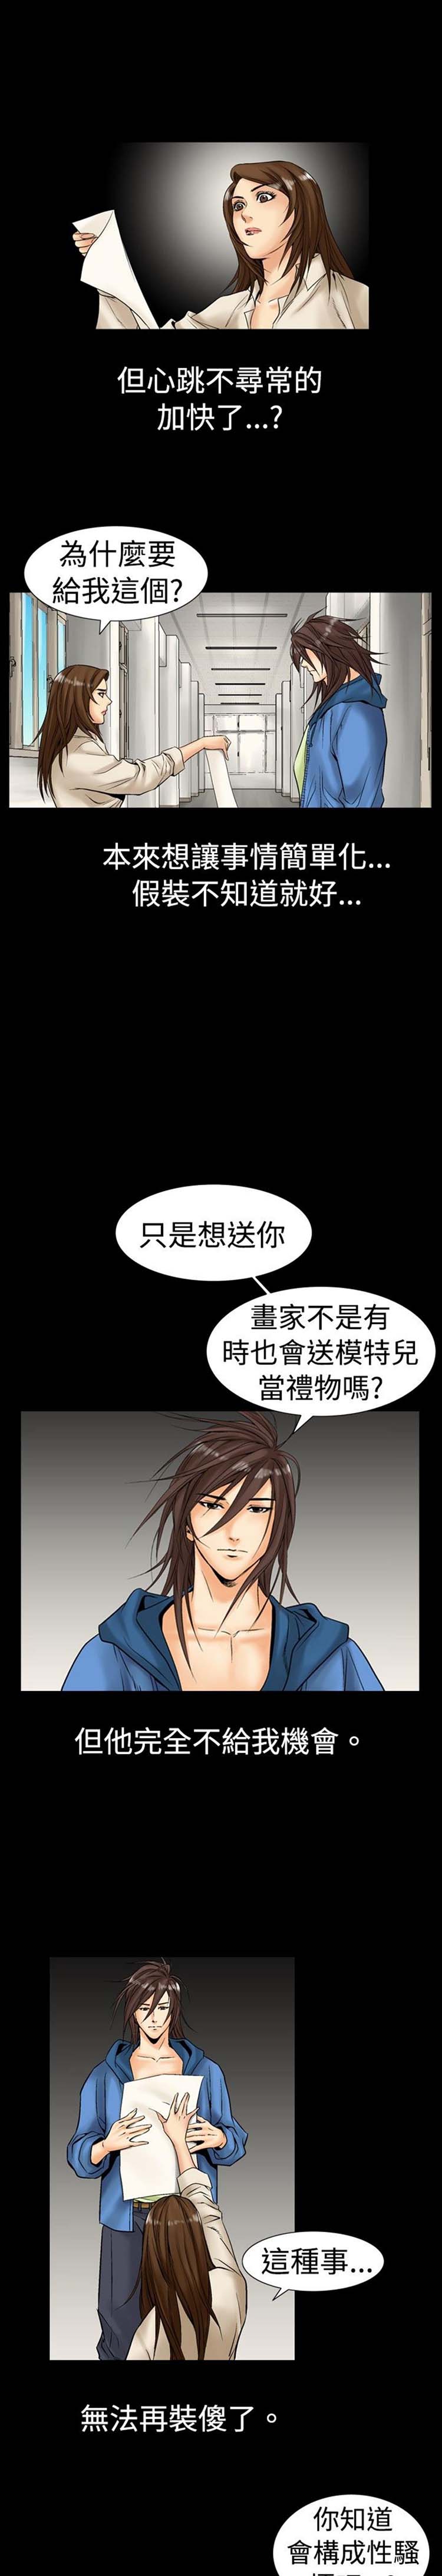 但心跳不尋常的
加快了...?
為什麼要
給我這個?
本來想讓事情簡單化...
假裝不知道就好...
只是想送你
畫家不是有
時也會送模特兒
當禮物嗎?
但他完全不給我機會。
這種事...
無法再裝傻了。
你知道
會構成性騷